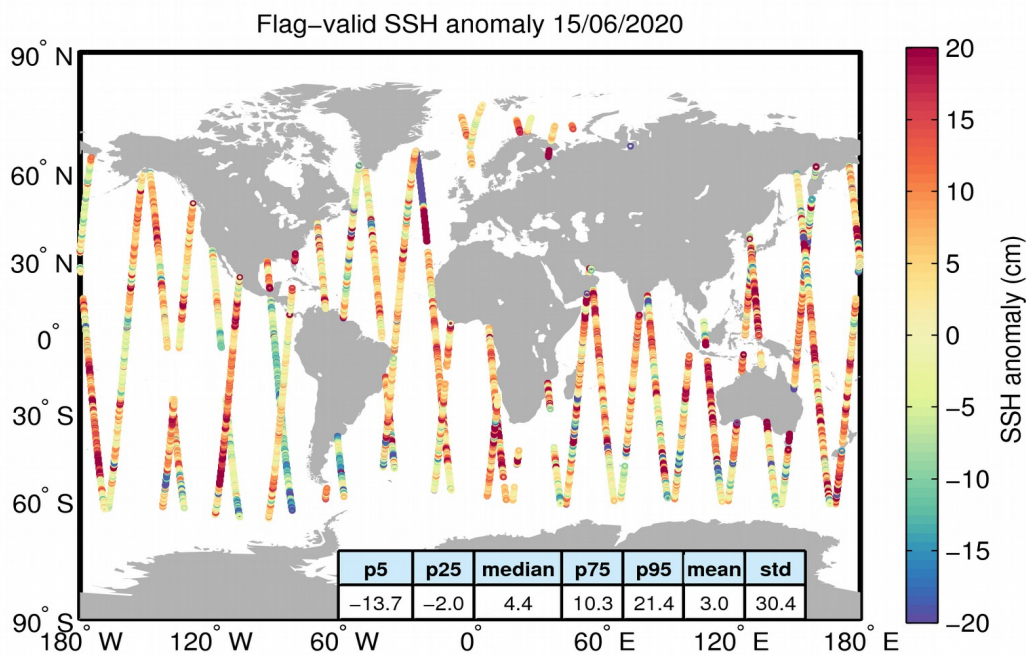 Flag−valid SSH anomaly 15/06/2020
90° N
60° N
30° N
0°
30° S
60° S
90° S
180° W 120° W 60° W 0° 60° E 120° E 180° E
p5 p25 median p75 p95 mean std
−13.7 −2.0 4.4 10.3 21.4 3.0 30.4
20
15
10
5
0
−5
−10
−15
−20
SSH anomaly (cm)